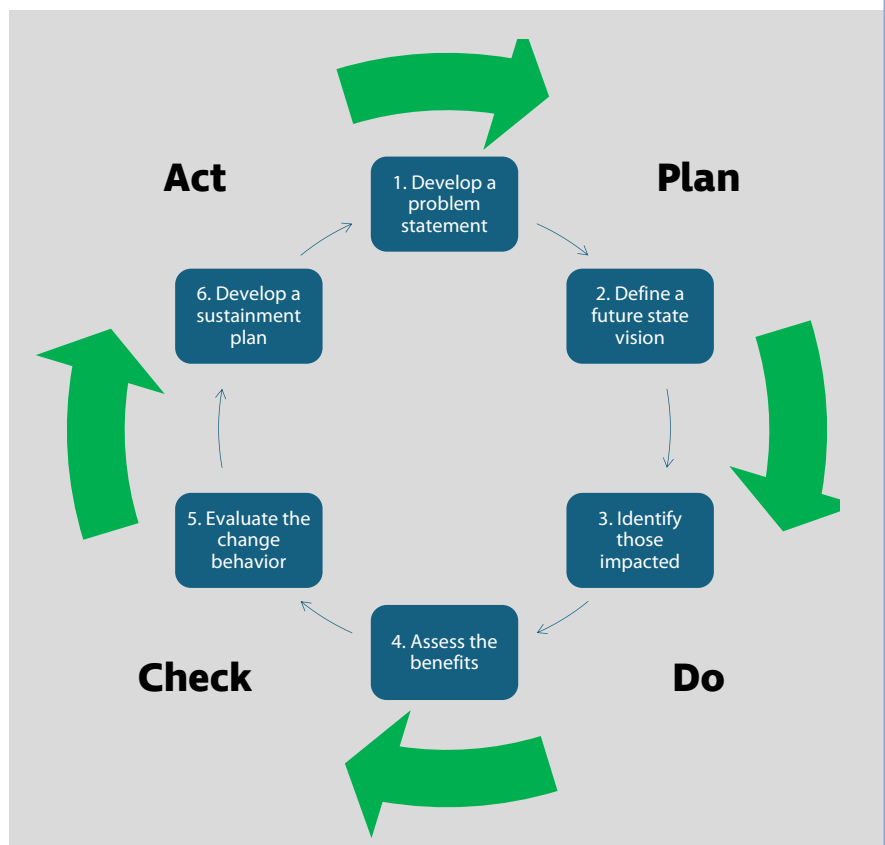 Act
Plan
1. Develop a
problem
statement
2. Define a
future state
vision
3. Identify
those
impacted
4. Assess the
benefits
5. Evaluate the
change
behavior
6. Develop a
sustainment
plan
Check
Do